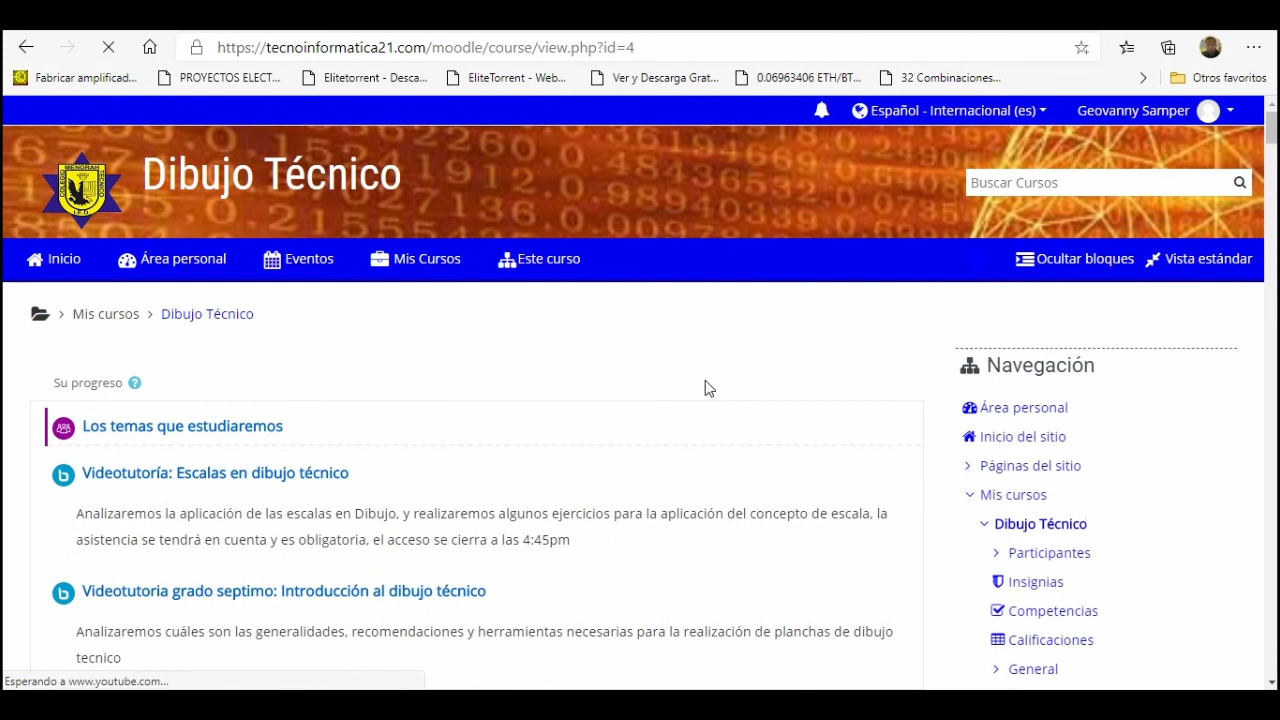 https://tecnoinformatica21.com/moodle/course/view.php?id=4
Fabricar amplificad...
PROYECTOS ELECT...
Elitetorrent - Desca...
EliteTorrent - Web...
Ver y Descarga Grat...
0.06963406 ETH/BT...
32 Combinaciones...
Otros favoritos
Español - Internacional (es)
Geovanny Samper
Dibujo Técnico
Buscar Cursos
Inicio
Área personal
Eventos
Mis Cursos
Este curso
Ocultar bloques
Vista estándar
Mis cursos
Dibujo Técnico
Su progreso
Los temas que estudiaremos
Videotutoría: Escalas en dibujo técnico
Analizaremos la aplicación de las escalas en Dibujo, y realizaremos algunos ejercicios para la aplicación del concepto de escala, la
asistencia se tendrá en cuenta y es obligatoria, el acceso se cierra a las 4:45pm
Videotutoria grado septimo: Introducción al dibujo técnico
Analizaremos cuáles son las generalidades, recomendaciones y herramientas necesarias para la realización de planchas de dibujo
tecnico
Navegación
Área personal
Inicio del sitio
Páginas del sitio
Mis cursos
Dibujo Técnico
Participantes
Insignias
Competencias
Calificaciones
General
Esperando a www.youtube.com...